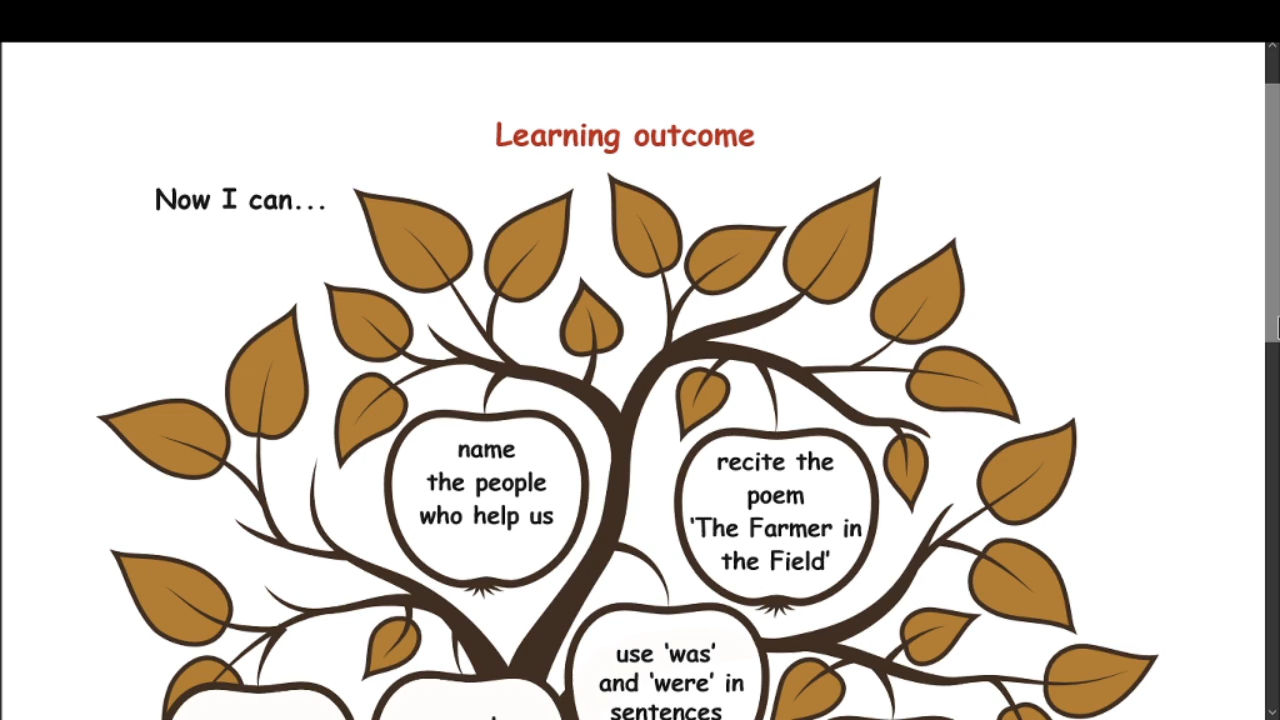 Learning outcome
Now I can...
name
the people
who help us
recite the
poem
'The Farmer in
the Field'
use 'was'
and 'were' in
sentences